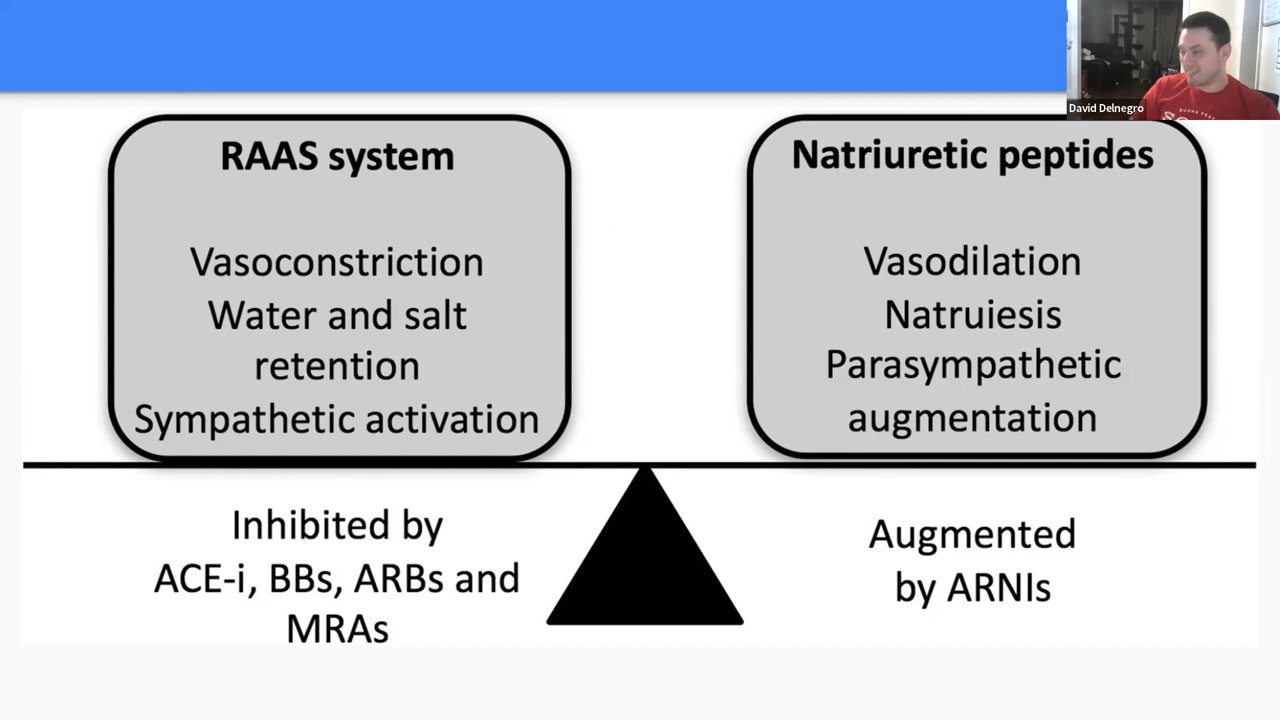 David Delnegro
RAAS system
Vasoconstriction
Water and salt
retention
Sympathetic activation
Natriuretic peptides
Vasodilation
Natruiesis
Parasympathetic
augmentation
Inhibited by
ACE-i, BBs, ARBs and
MRAs
Augmented
by ARNIs